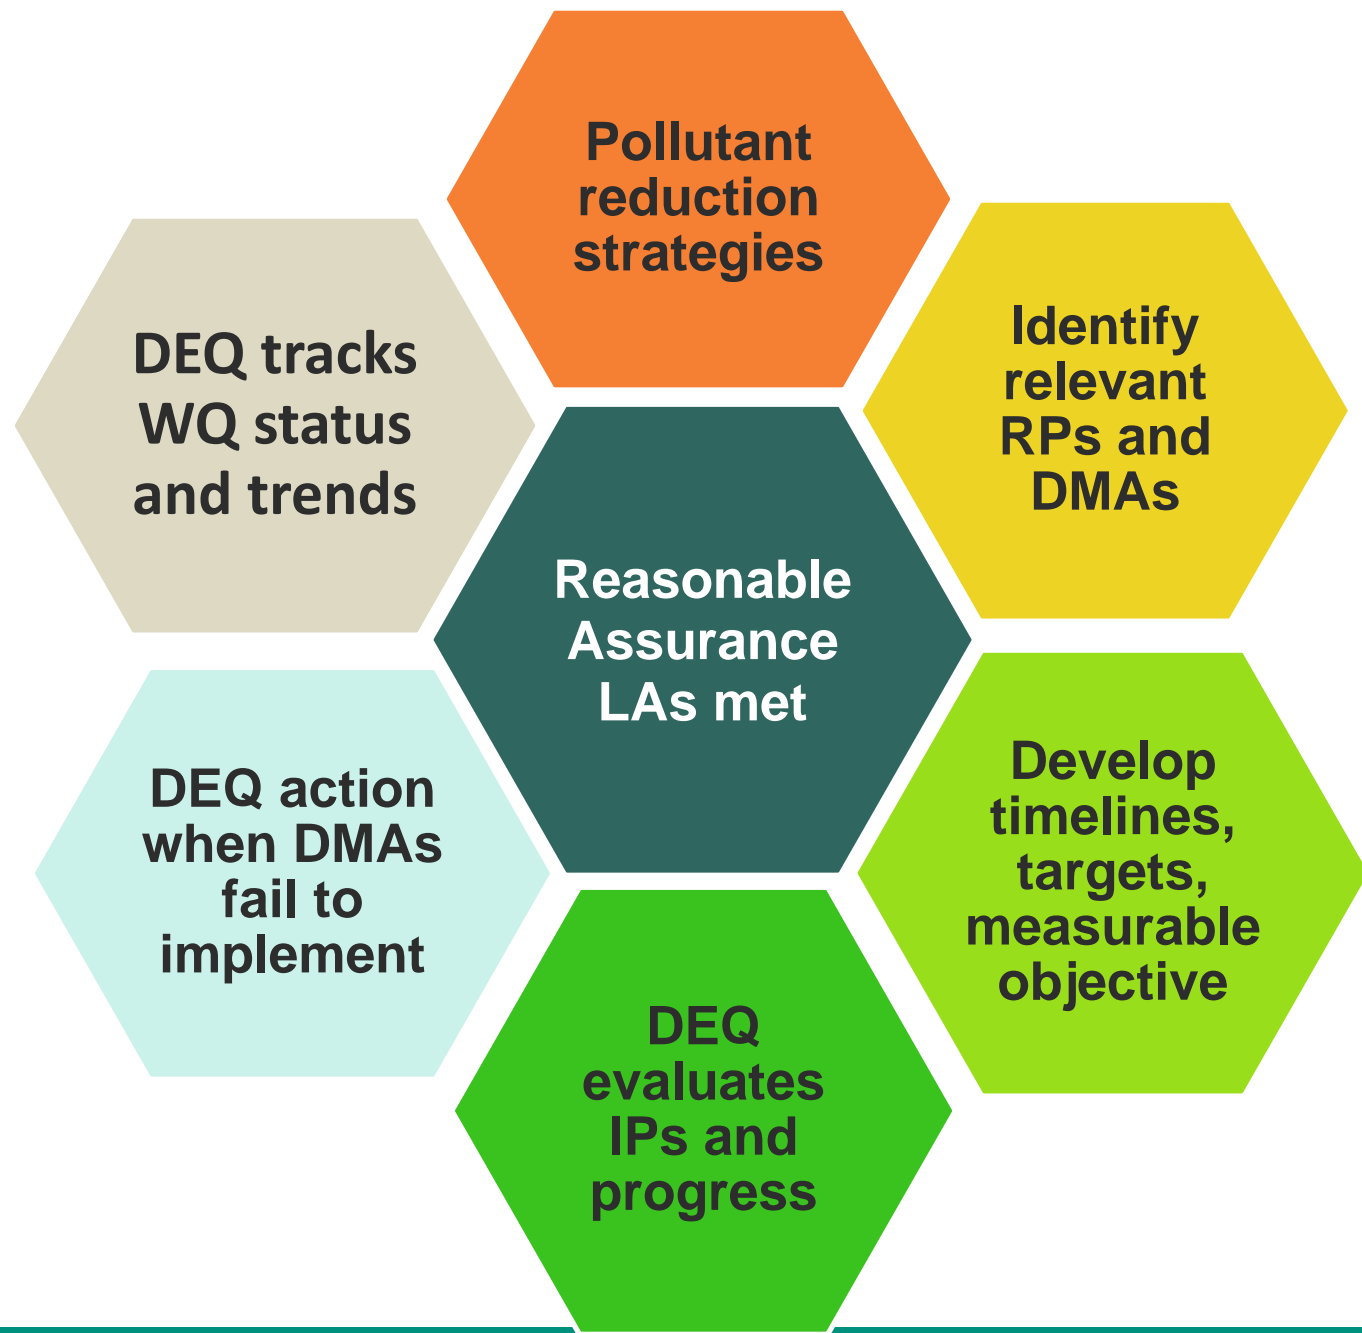 Pollutant
reduction
strategies
Identify
relevant
RPs and
DMAs
Develop
timelines,
targets,
measurable
objective
DEQ
evaluates
IPs and
progress
DEQ action
when DMAs
fail to
implement
DEQ tracks
WQ status
and trends
Reasonable
Assurance
LAs met